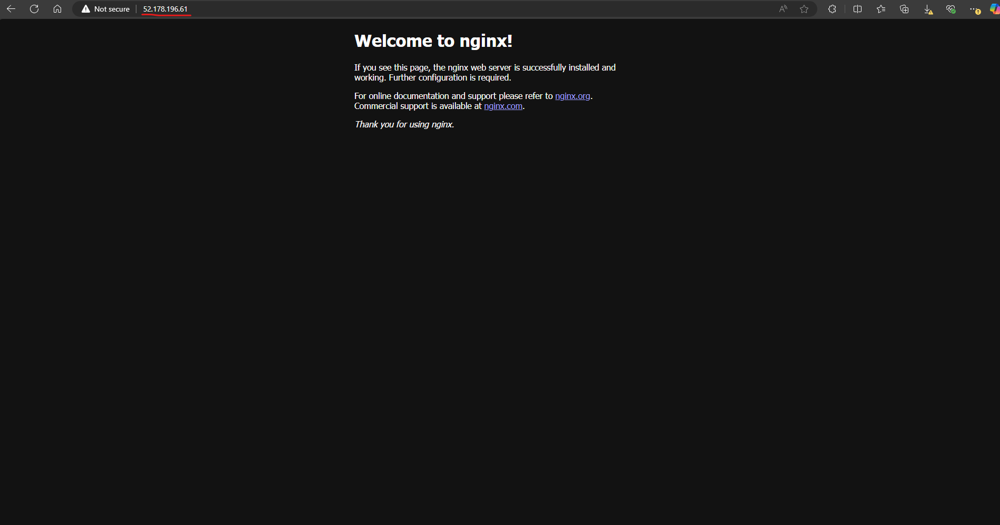 Not secure
52.178.196.61
Welcome to nginx!
If you see this page, the nginx web server is successfully installed and
working. Further configuration is required.
For online documentation and support please refer to nginx.org.
Commercial support is available at nginx.com.
Thank you for using nginx.